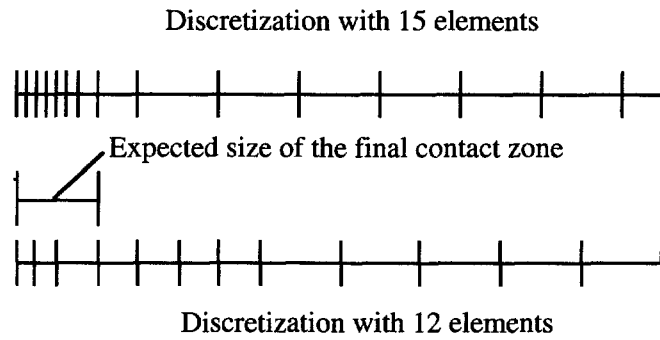 Discretization with 15 elements
Expected size of the final contact zone
Discretization with 12 elements